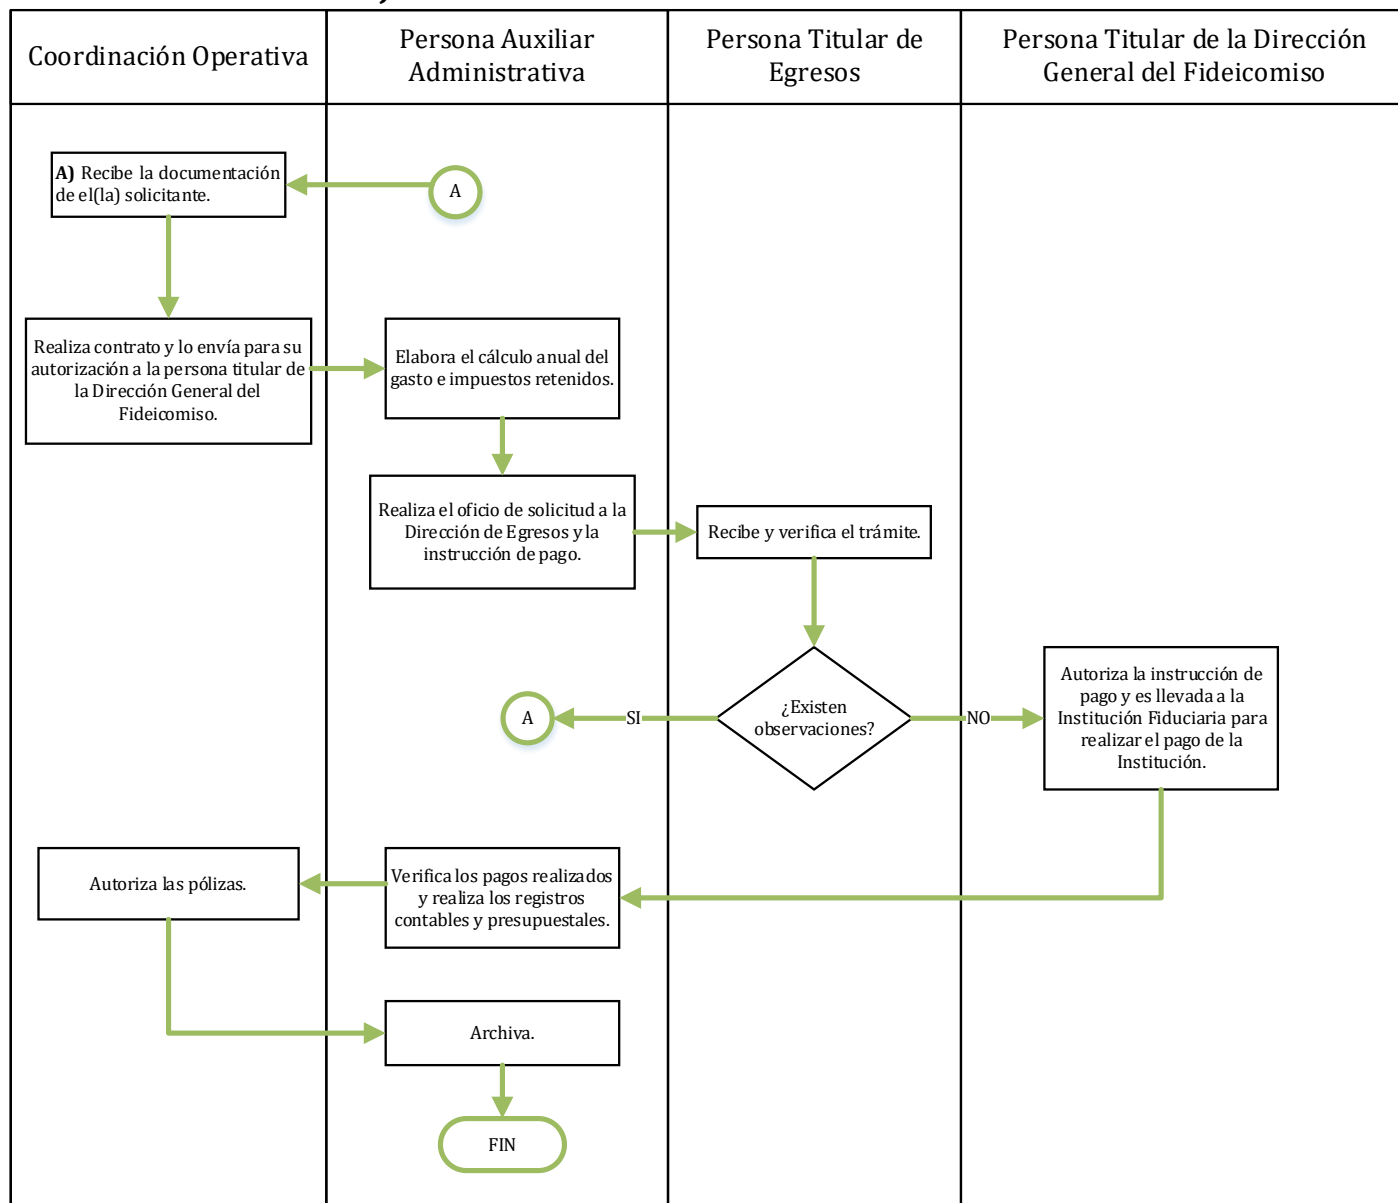 Coordinación Operativa
Persona Auxiliar
Administrativa
Persona Titular de
Egresos
Persona Titular de la Dirección
General del Fideicomiso
A) Recibe la documentación
de el(la) solicitante.
A
Realiza contrato y lo envía para su
autorización a la persona titular de
la Dirección General del
Fideicomiso.
Elabora el cálculo anual del
gasto e impuestos retenidos.
Realiza el oficio de solicitud a la
Dirección de Egresos y la
instrucción de pago.
Recibe y verifica el trámite.
¿Existen
observaciones?
SI
A
NO
Autoriza la instrucción de
pago y es llevada a la
Institución Fiduciaria para
realizar el pago de la
Institución.
Verifica los pagos realizados
y realiza los registros
contables y presupuestales.
Autoriza las pólizas.
Archiva.
FIN